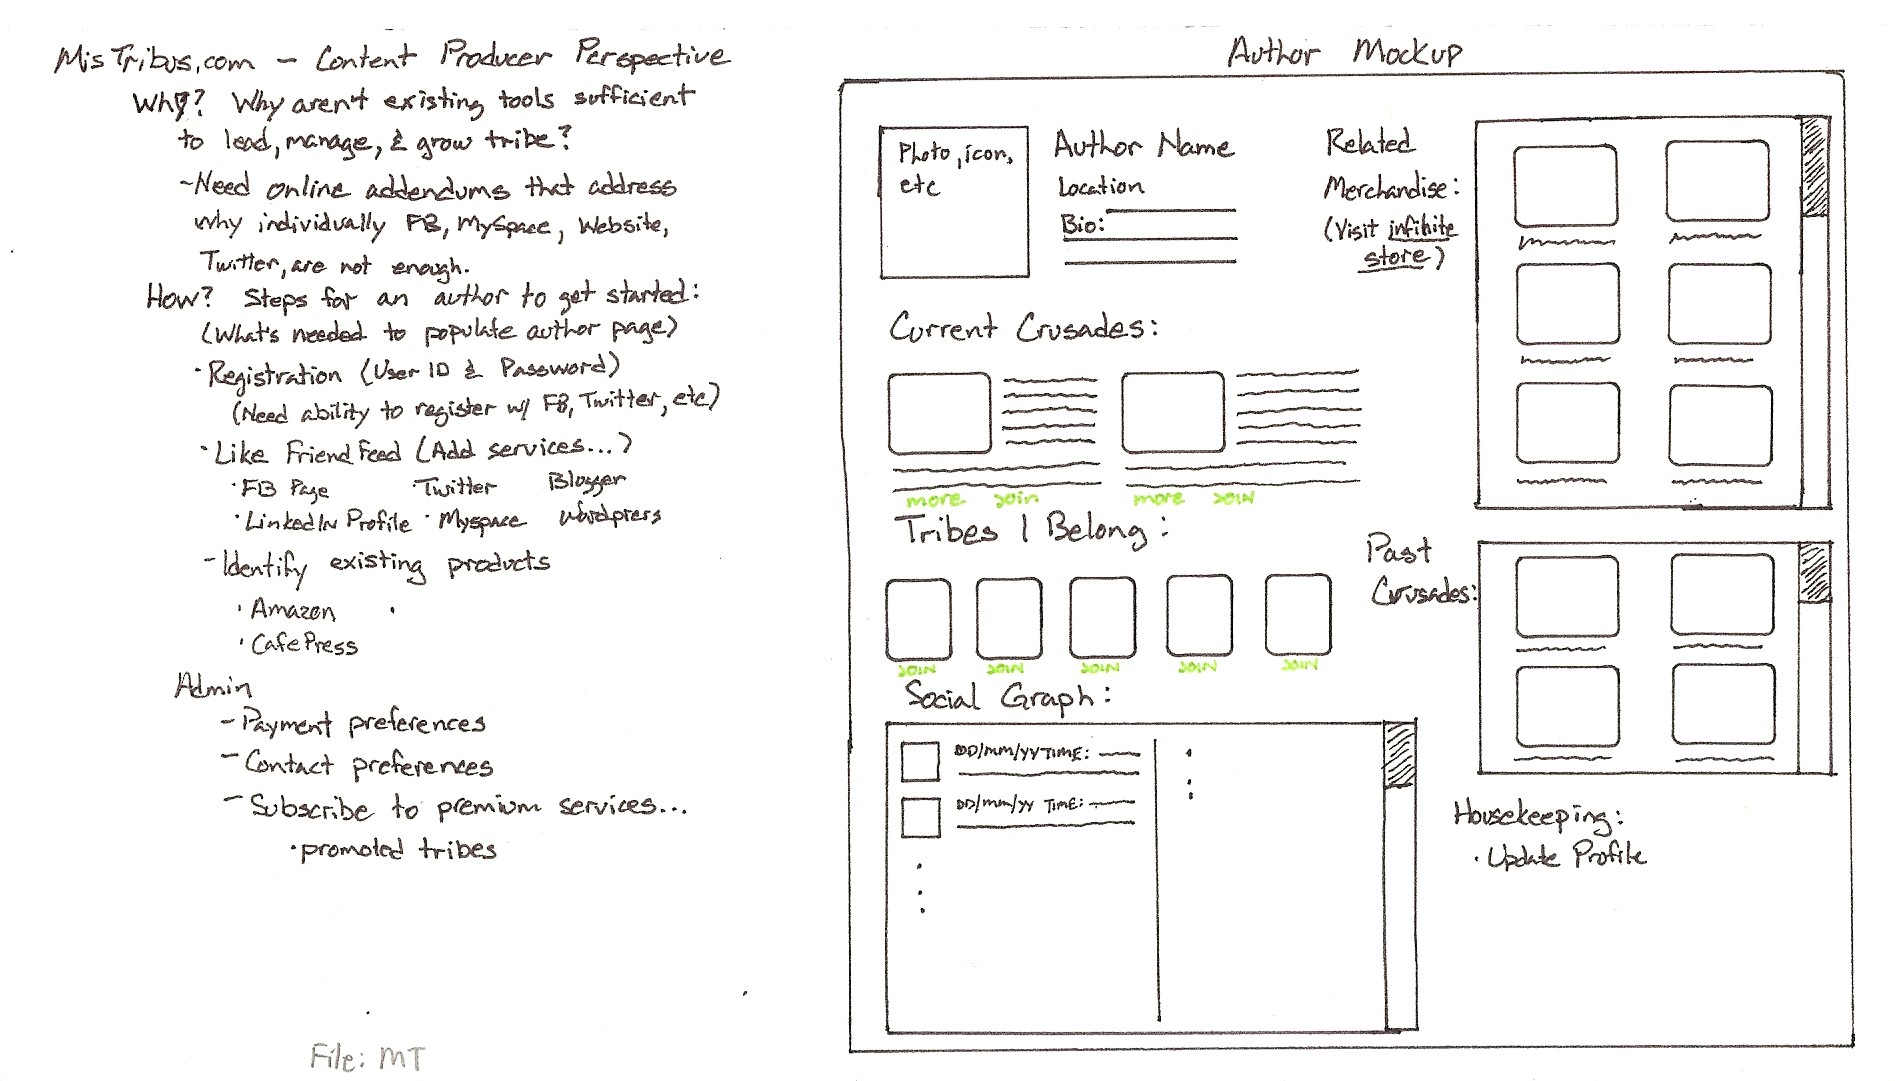 MisTribus.com - Content Producer Perspective
Why? Why aren't existing tools sufficient
to lead, manage, & grow tribe?
-Need online addendums that address
why individually FB, MySpace, Website,
Twitter, are not enough.
How? Steps for an author to get started:
(What's needed to populate author page)
· Registration (User ID & Password)
(Need ability to register w/ FB, Twitter, etc)
· Like FriendFeed (Add services...)
· FB Page · Twitter Blogger
· LinkedIn Profile · Myspace Wordpress
- Identify existing products
· Amazon ·
· CafePress
Admin
- Payment preferences
- Contact preferences
- Subscribe to premium services...
· promoted tribes
File: MT
Author Mockup
Photo, icon,
etc
Author Name
Location
Bio:
Related
Merchandise:
(Visit infinite
store)
Current Crusades:
more join more join
Tribes I Belong:
JOIN JOIN JOIN JOIN JOIN
Past
Crusades:
Social Graph:
DD/mm/yy TIME:
DD/mm/yy TIME:
Housekeeping:
· Update Profile